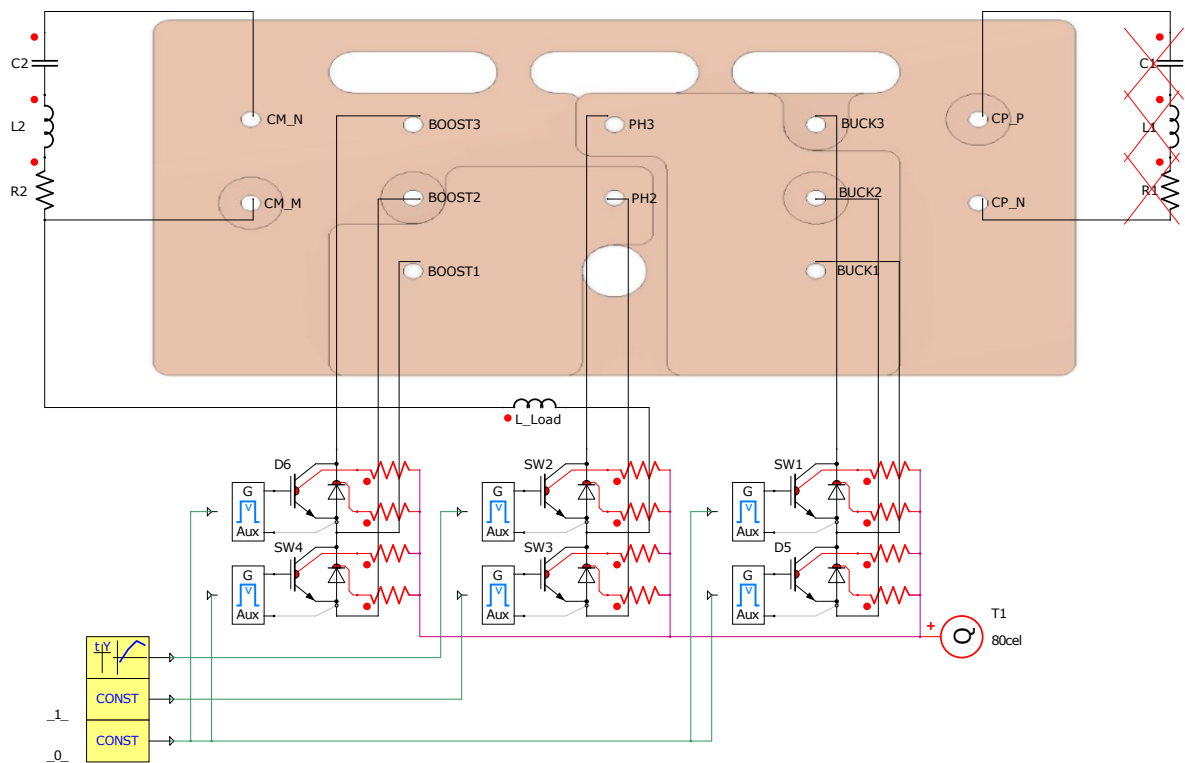 C2
L2
R2
CM_N
CM_M
BOOST3
BOOST2
BOOST1
PH3
PH2
BUCK3
BUCK2
BUCK1
CP_P
CP_N
C1
L1
R1
L_Load
D6
G
V
Aux
SW4
G
V
Aux
SW2
G
V
Aux
SW3
G
V
Aux
SW1
G
V
Aux
D5
G
V
Aux
+
Q
T1
80cel
t Y
CONST
_1_
CONST
_0_